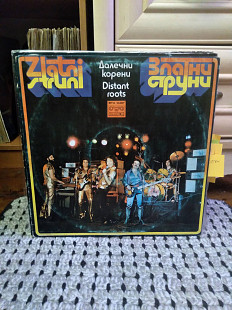 Zlatni
struni
Далечни
корени
Distant
roots
Златни
струни